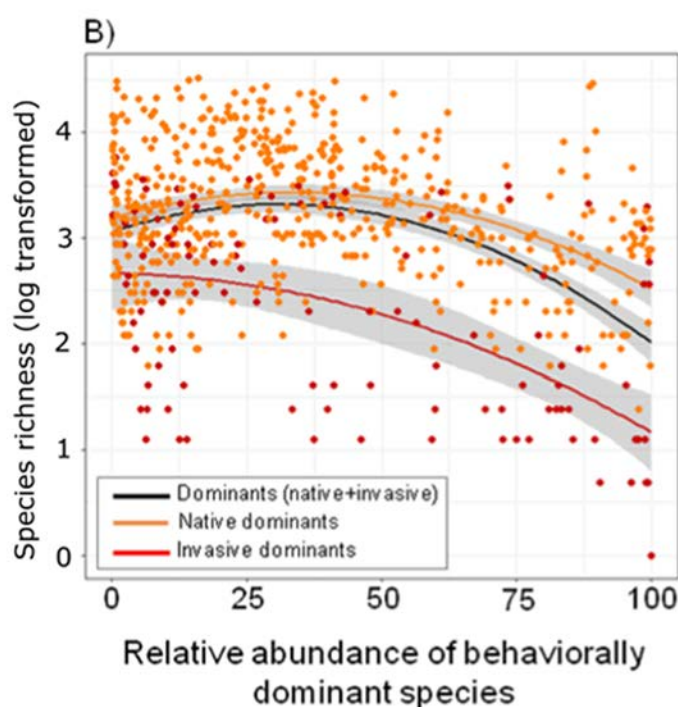 B)
Species richness (log transformed)
4
3
2
1
0
Dominants (native+invasive)
Native dominants
Invasive dominants
0 25 50 75 100
Relative abundance of behaviorally
dominant species